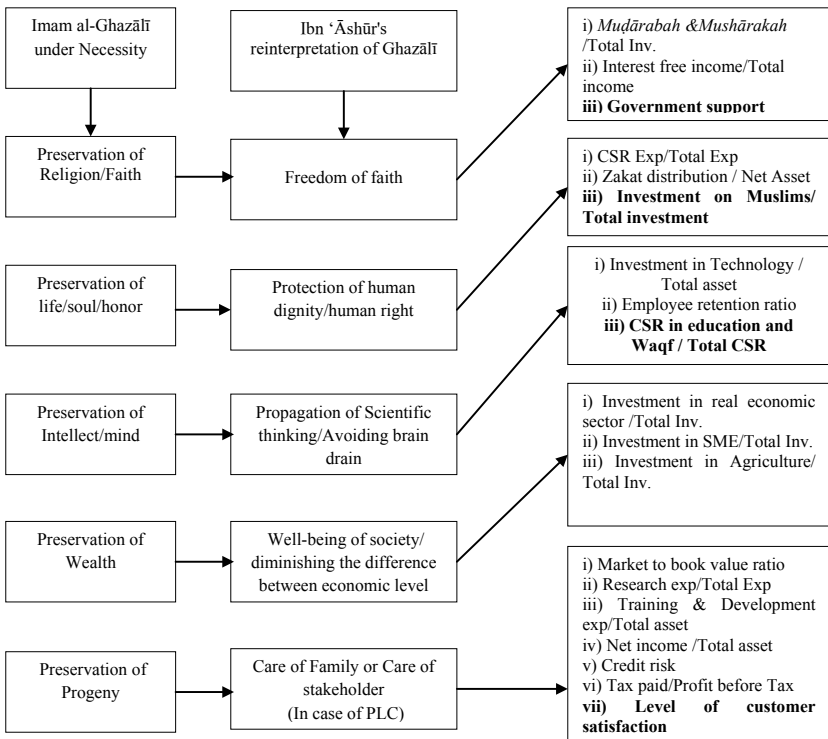 Imam al-Ghazālī
under Necessity
Ibn ‘Āshūr's
reinterpretation of
Ghazālī
i) Muḍārabah &Mushārakah
/Total Inv.
ii) Interest free income/Total
income
iii) Government support
Preservation of
Religion/Faith
Freedom of faith
i) CSR Exp/Total Exp
ii) Zakat distribution / Net Asset
iii) Investment on Muslims/
Total investment
Preservation of
life/soul/honor
Protection of human
dignity/human right
i) Investment in Technology /
Total asset
ii) Employee retention ratio
iii) CSR in education and
Waqf / Total CSR
Preservation of
Intellect/mind
Propagation of Scientific
thinking/Avoiding brain
drain
i) Investment in real economic
sector /Total Inv.
ii) Investment in SME/Total Inv.
iii) Investment in Agriculture/
Total Inv.
Preservation of
Wealth
Well-being of society/
diminishing the difference
between economic level
i) Market to book value ratio
ii) Research exp/Total Exp
iii) Training & Development
exp/Total asset
iv) Net income /Total asset
v) Credit risk
vi) Tax paid/Profit before Tax
vii) Level of customer
satisfaction
Preservation of
Progeny
Care of Family or Care of
stakeholder
(In case of PLC)